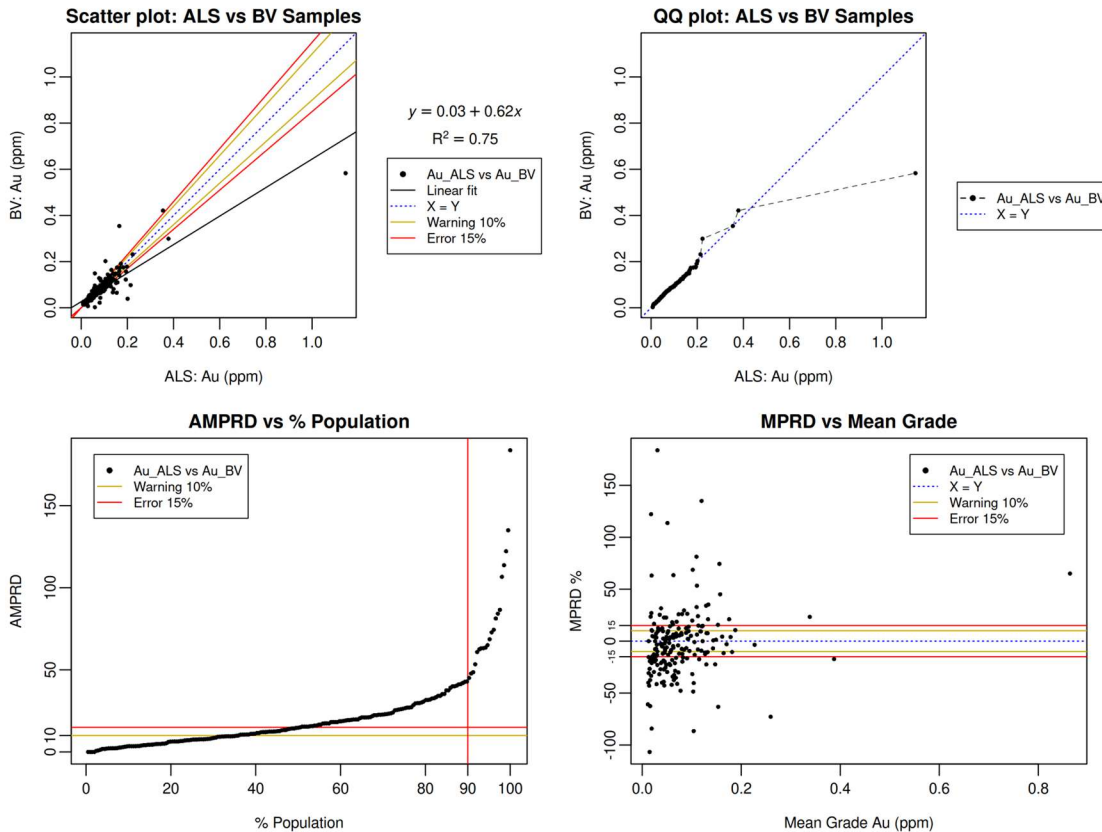 Scatter plot: ALS vs BV Samples
BV: Au (ppm)
1.0
0.8
0.6
0.4
0.2
0.0
0.0 0.2 0.4 0.6 0.8 1.0
ALS: Au (ppm)
y = 0.03 + 0.62x
R² = 0.75
Au_ALS vs Au_BV
Linear fit
X = Y
Warning 10%
Error 15%
QQ plot: ALS vs BV Samples
BV: Au (ppm)
1.0
0.8
0.6
0.4
0.2
0.0
0.0 0.2 0.4 0.6 0.8 1.0
ALS: Au (ppm)
Au_ALS vs Au_BV
X = Y
AMPRD vs % Population
AMPRD
150
100
50
10
0
0 20 40 60 80 90 100
% Population
Au_ALS vs Au_BV
Warning 10%
Error 15%
MPRD vs Mean Grade
MPRD %
150
100
50
15
0
-15
-50
-100
0.0 0.2 0.4 0.6 0.8
Mean Grade Au (ppm)
Au_ALS vs Au_BV
X = Y
Warning 10%
Error 15%